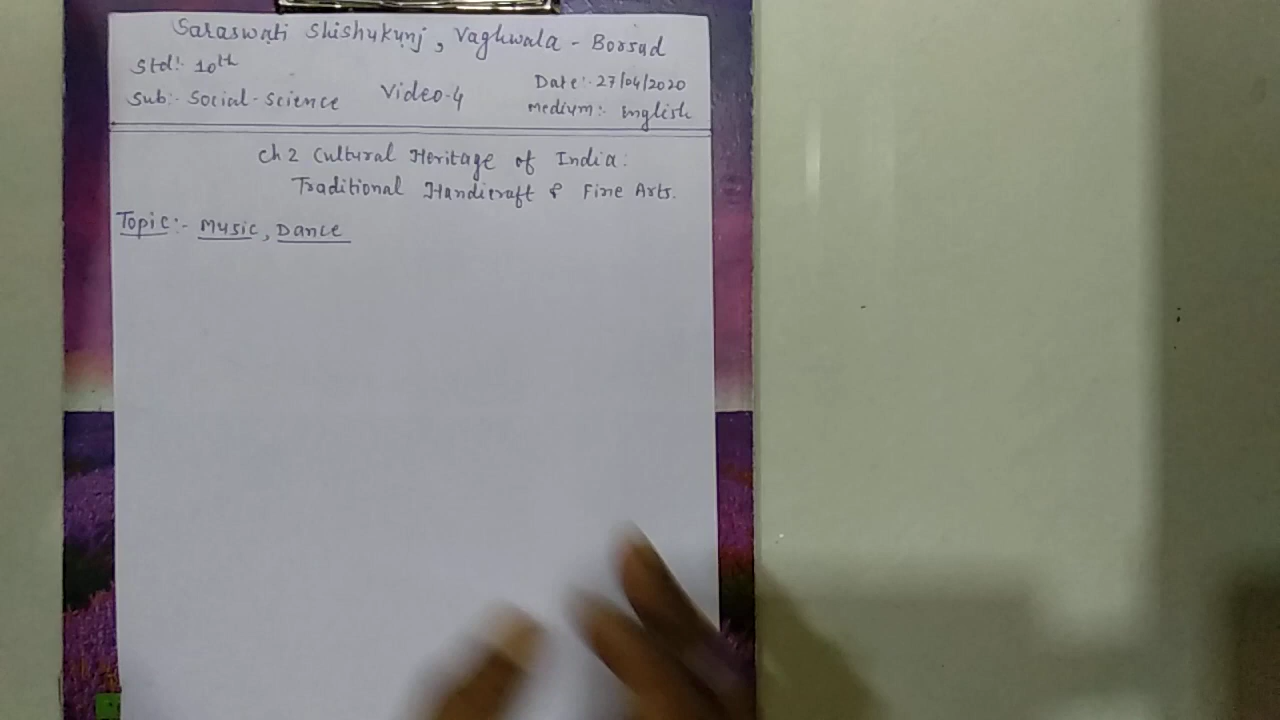 Saraswati Shishukunj, Vaghwala - Borsad
Std:- 10th
Date:- 27/04/2020
Sub:- Social-Science
Video-4
Medium:- English
Ch 2 Cultural Heritage of India:
Traditional Handicraft & Fine Arts.
Topic:- Music, Dance